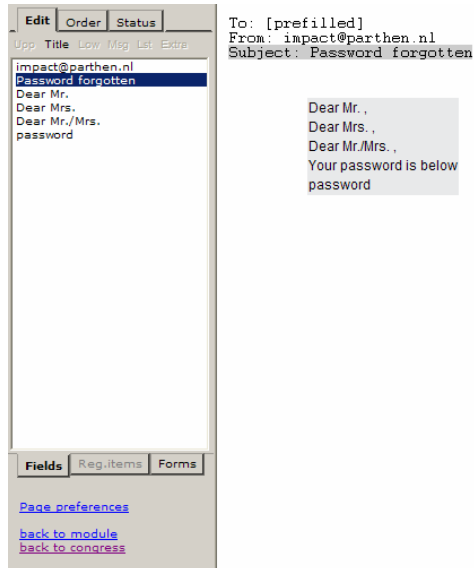 Edit Order Status
Upp Title Low Msg Lst Extra
impact@parthen.nl
Password forgotten
Dear Mr.
Dear Mrs.
Dear Mr./Mrs.
password
Fields Reg.items Forms
Page preferences
back to module
back to congress
To: [prefilled]
From: impact@parthen.nl
Subject: Password forgotten
Dear Mr. ,
Dear Mrs. ,
Dear Mr./Mrs. ,
Your password is below
password